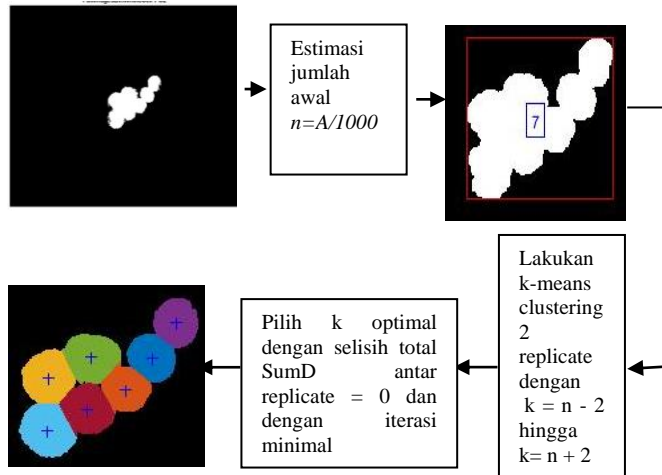 Estimasi
jumlah
awal
n=A/1000
7
Lakukan
k-means
clustering
2
replicate
dengan
k = n - 2
hingga
k= n + 2
Pilih k optimal
dengan selisih total
SumD antar
replicate = 0 dan
dengan iterasi
minimal